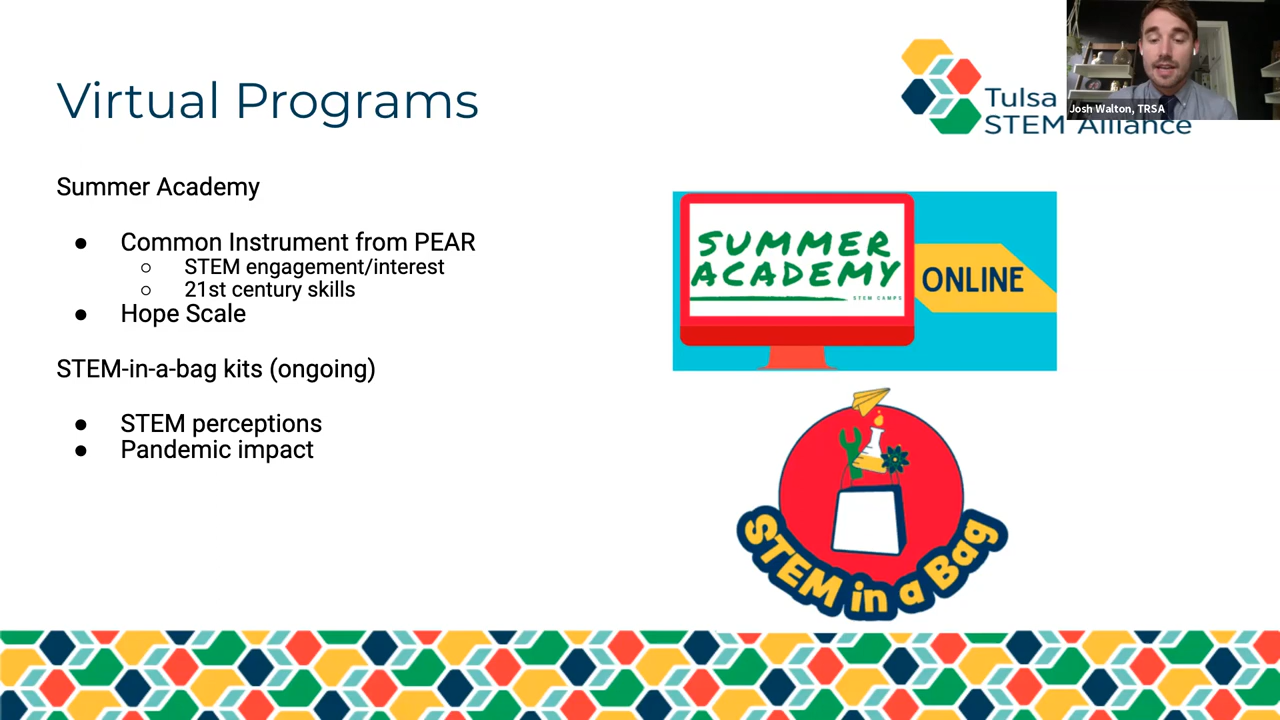 Virtual Programs
Tulsa
STEM Alliance
Josh Walton, TRSA
Summer Academy
● Common Instrument from PEAR
○ STEM engagement/interest
○ 21st century skills
● Hope Scale
STEM-in-a-bag kits (ongoing)
● STEM perceptions
● Pandemic impact
SUMMER
ACADEMY
STEM CAMPS
ONLINE
STEM in a Bag